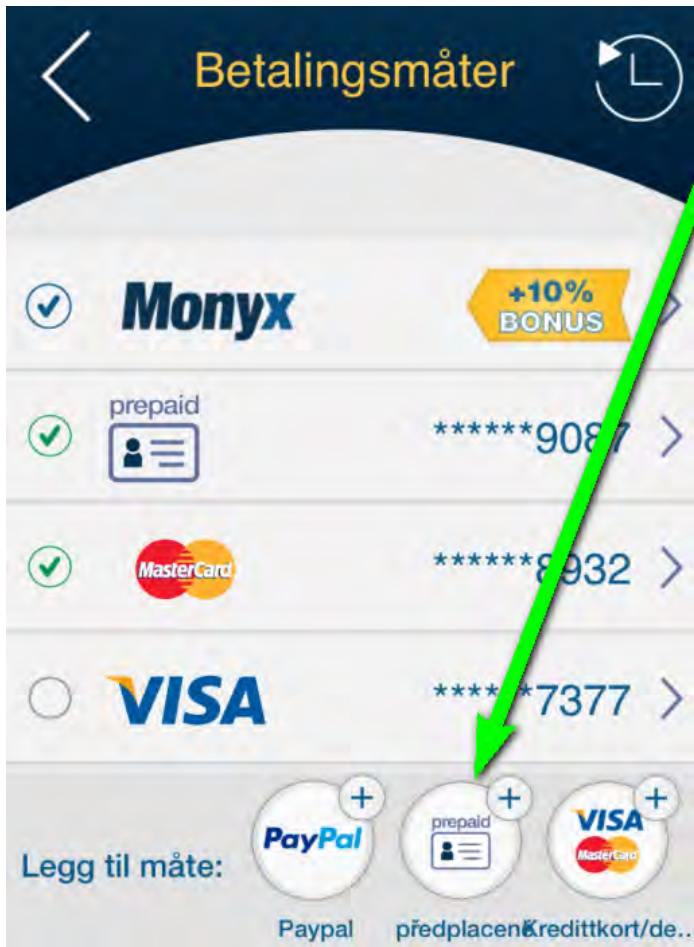 Betalingsmåter
Monyx
+10%
BONUS
prepaid
******9087
MasterCard
******8932
VISA
******7377
Legg til måte:
PayPal
prepaid
VISA
MasterCard
Paypal
předplacené
Kredittkort/de..